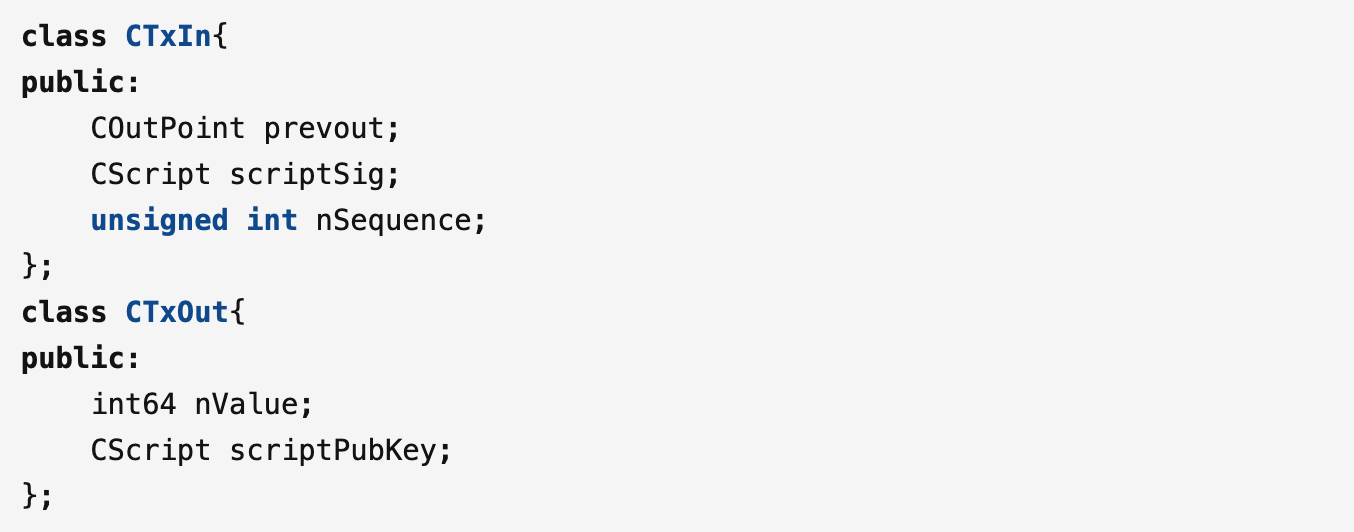 class CTxIn{
public:
    COutPoint prevout;
    CScript scriptSig;
    unsigned int nSequence;
};
class CTxOut{
public:
    int64 nValue;
    CScript scriptPubKey;
};